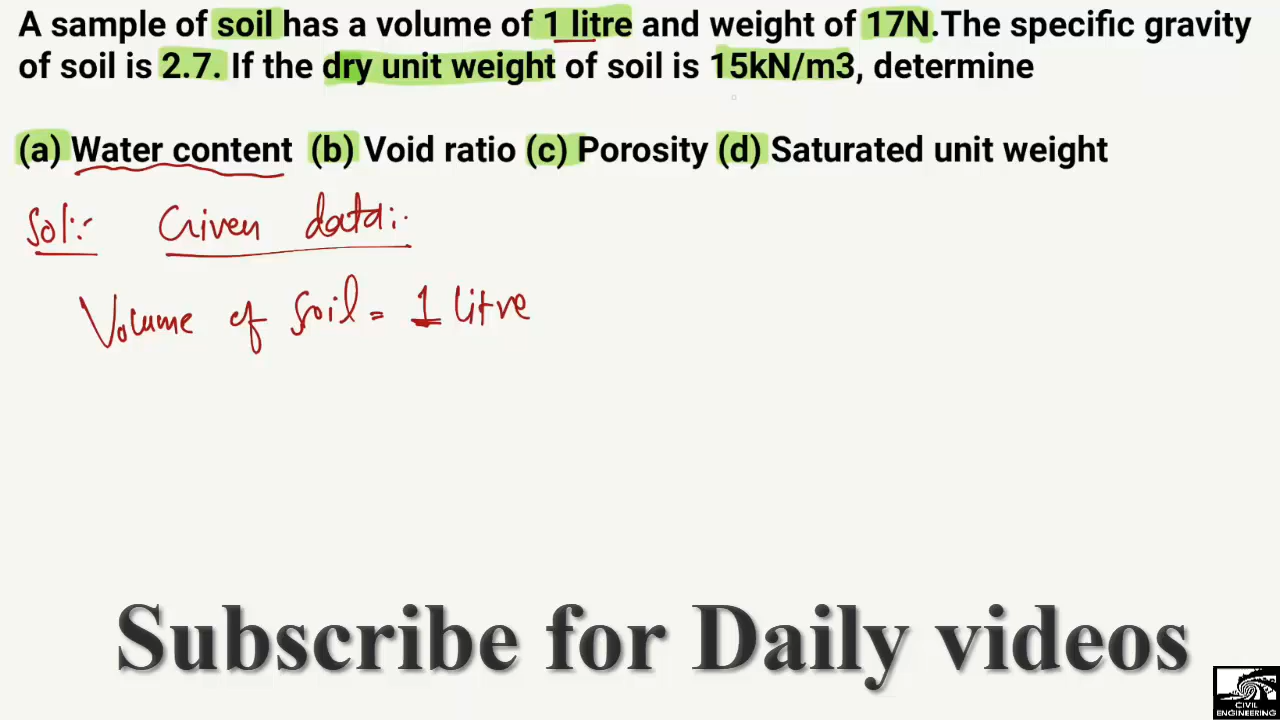 A sample of soil has a volume of 1 litre and weight of 17N.The specific gravity
of soil is 2.7. If the dry unit weight of soil is 15kN/m3, determine
(a) Water content (b) Void ratio (c) Porosity (d) Saturated unit weight
Sol:- Given data:-
Volume of soil = 1 litre
Subscribe for Daily videos
CIVIL
ENGINEERING